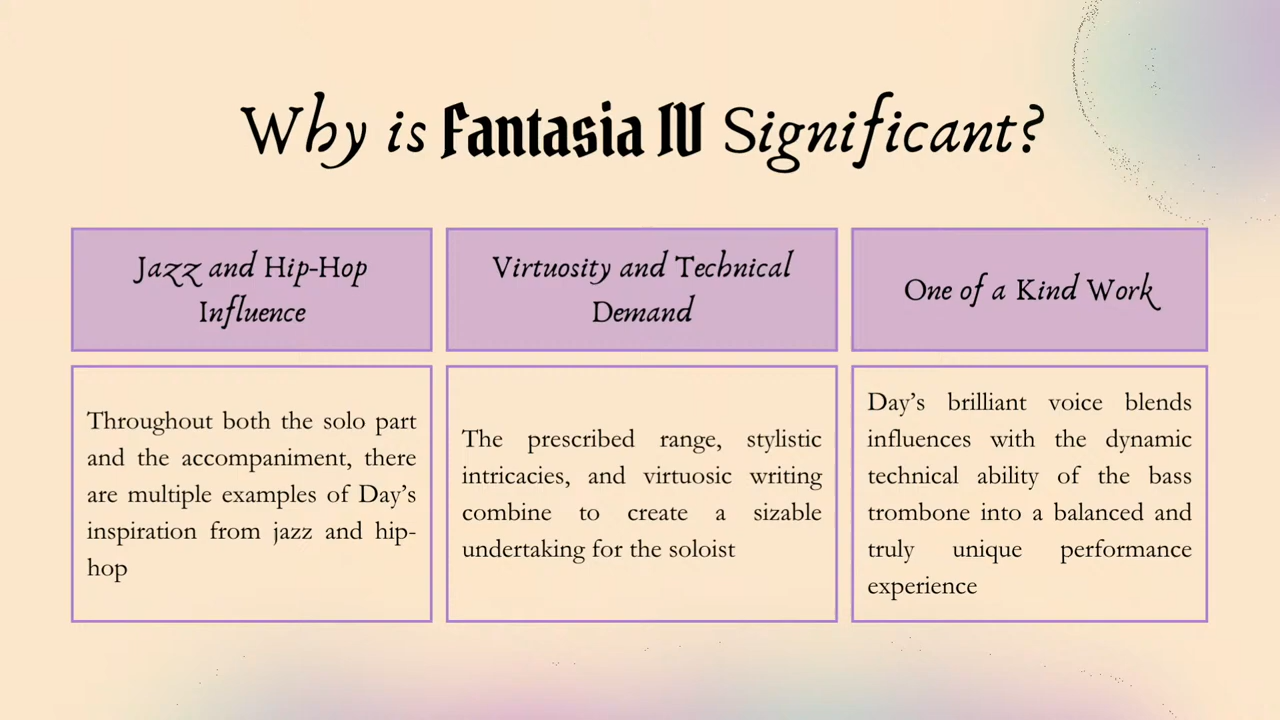 Why is Fantasia IV Significant?
Jazz and Hip-Hop
Influence
Throughout both the solo part
and the accompaniment, there
are multiple examples of Day’s
inspiration from jazz and hip-
hop
Virtuosity and Technical
Demand
The prescribed range, stylistic
intricacies, and virtuosic writing
combine to create a sizable
undertaking for the soloist
One of a Kind Work
Day’s brilliant voice blends
influences with the dynamic
technical ability of the bass
trombone into a balanced and
truly unique performance
experience